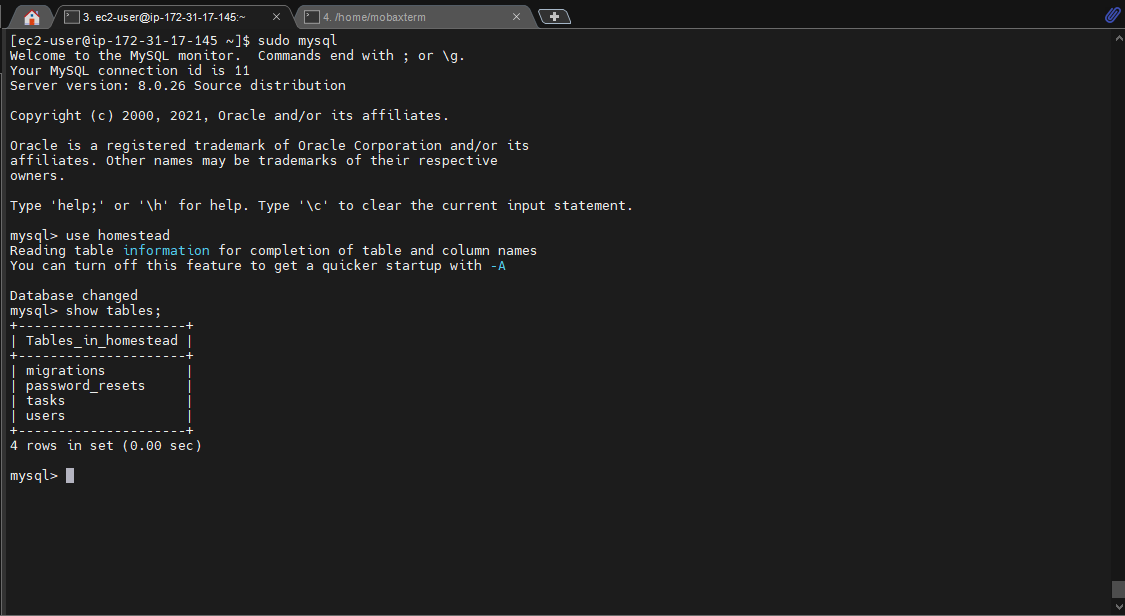 3. ec2-user@ip-172-31-17-145:~
4. /home/mobaxterm
[ec2-user@ip-172-31-17-145 ~]$ sudo mysql
Welcome to the MySQL monitor.  Commands end with ; or \g.
Your MySQL connection id is 11
Server version: 8.0.26 Source distribution
Copyright (c) 2000, 2021, Oracle and/or its affiliates.
Oracle is a registered trademark of Oracle Corporation and/or its
affiliates. Other names may be trademarks of their respective
owners.
Type 'help;' or '\h' for help. Type '\c' to clear the current input statement.
mysql> use homestead
Reading table information for completion of table and column names
You can turn off this feature to get a quicker startup with -A
Database changed
mysql> show tables;
+---------------------+
| Tables_in_homestead |
+---------------------+
| migrations          |
| password_resets     |
| tasks               |
| users               |
+---------------------+
4 rows in set (0.00 sec)
mysql>